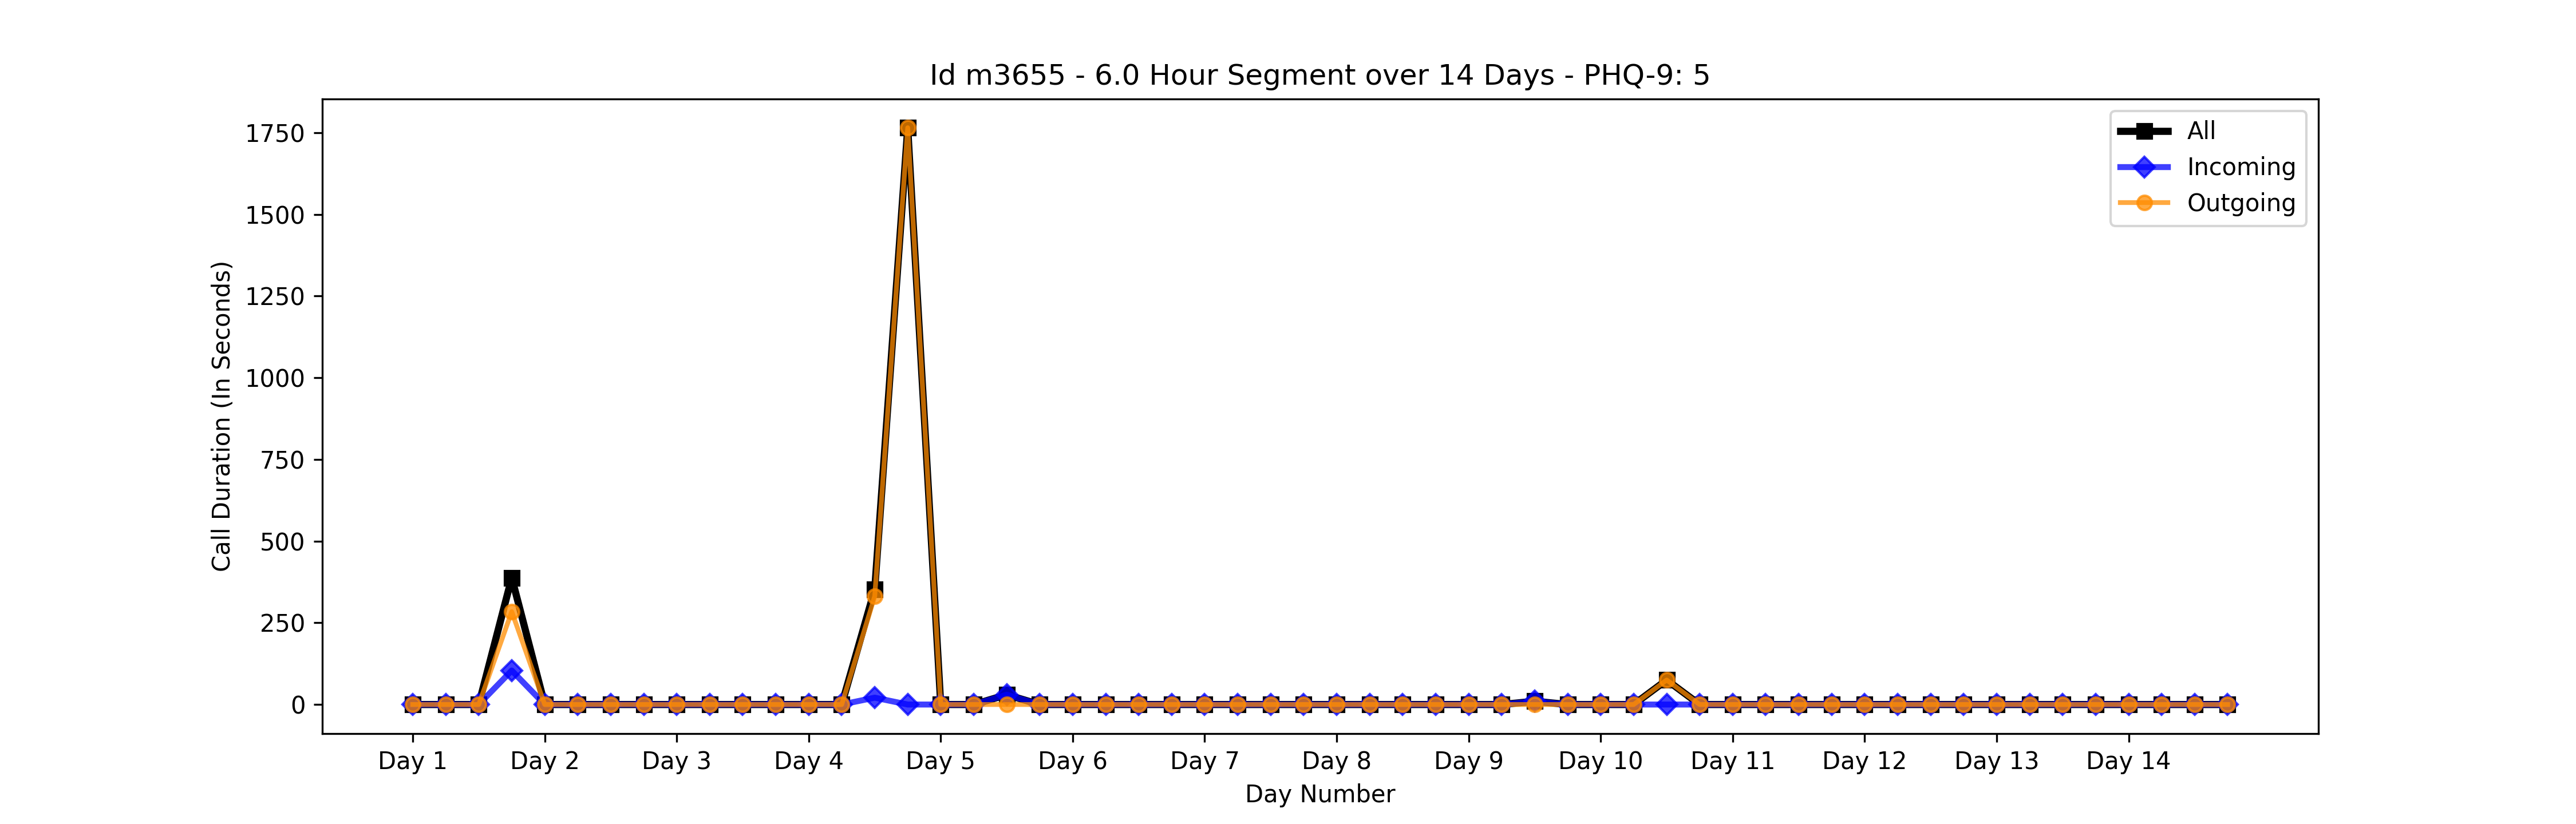 Id m3655 - 6.0 Hour Segment over 14 Days - PHQ-9: 5
All
Incoming
Outgoing
Call Duration (In Seconds)
1750
1500
1250
1000
750
500
250
0
Day 1 Day 2 Day 3 Day 4 Day 5 Day 6 Day 7 Day 8 Day 9 Day 10 Day 11 Day 12 Day 13 Day 14
Day Number